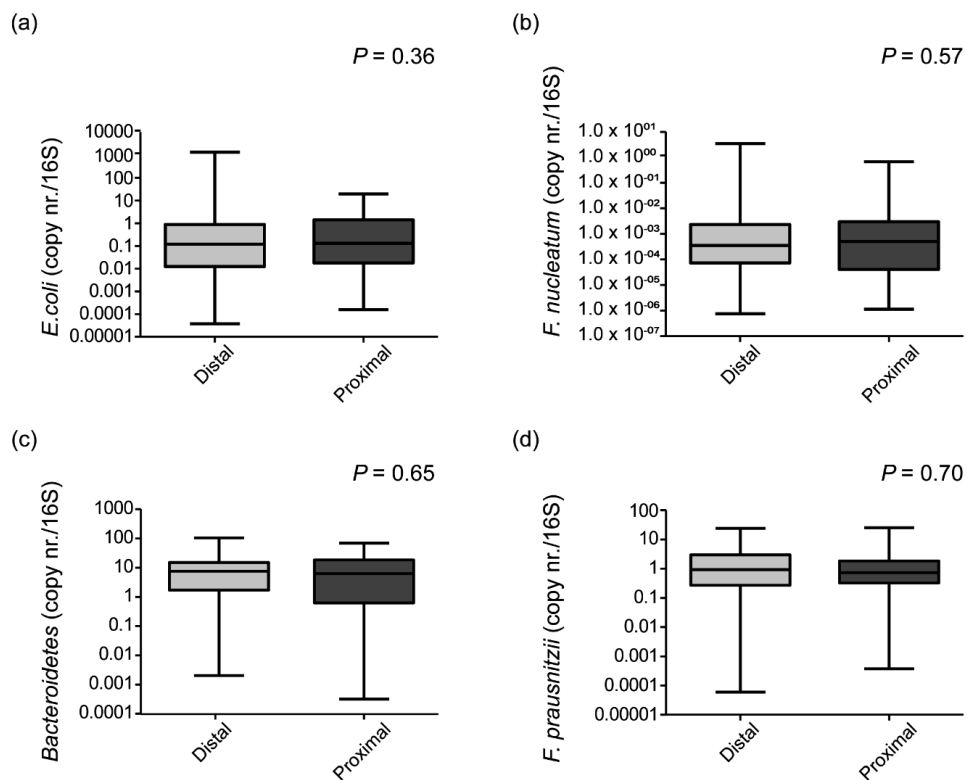 (a)
P = 0.36
E.coli (copy nr./16S)
10000
1000
100
10
1
0.1
0.01
0.001
0.0001
0.00001
Distal
Proximal
(b)
P = 0.57
F. nucleatum (copy nr./16S)
1.0 x 10⁰¹
1.0 x 10⁰⁰
1.0 x 10⁻⁰¹
1.0 x 10⁻⁰²
1.0 x 10⁻⁰³
1.0 x 10⁻⁰⁴
1.0 x 10⁻⁰⁵
1.0 x 10⁻⁰⁶
1.0 x 10⁻⁰⁷
Distal
Proximal
(c)
P = 0.65
Bacteroidetes (copy nr./16S)
1000
100
10
1
0.1
0.01
0.001
0.0001
Distal
Proximal
(d)
P = 0.70
F. prausnitzii (copy nr./16S)
100
10
1
0.1
0.01
0.001
0.0001
0.00001
Distal
Proximal